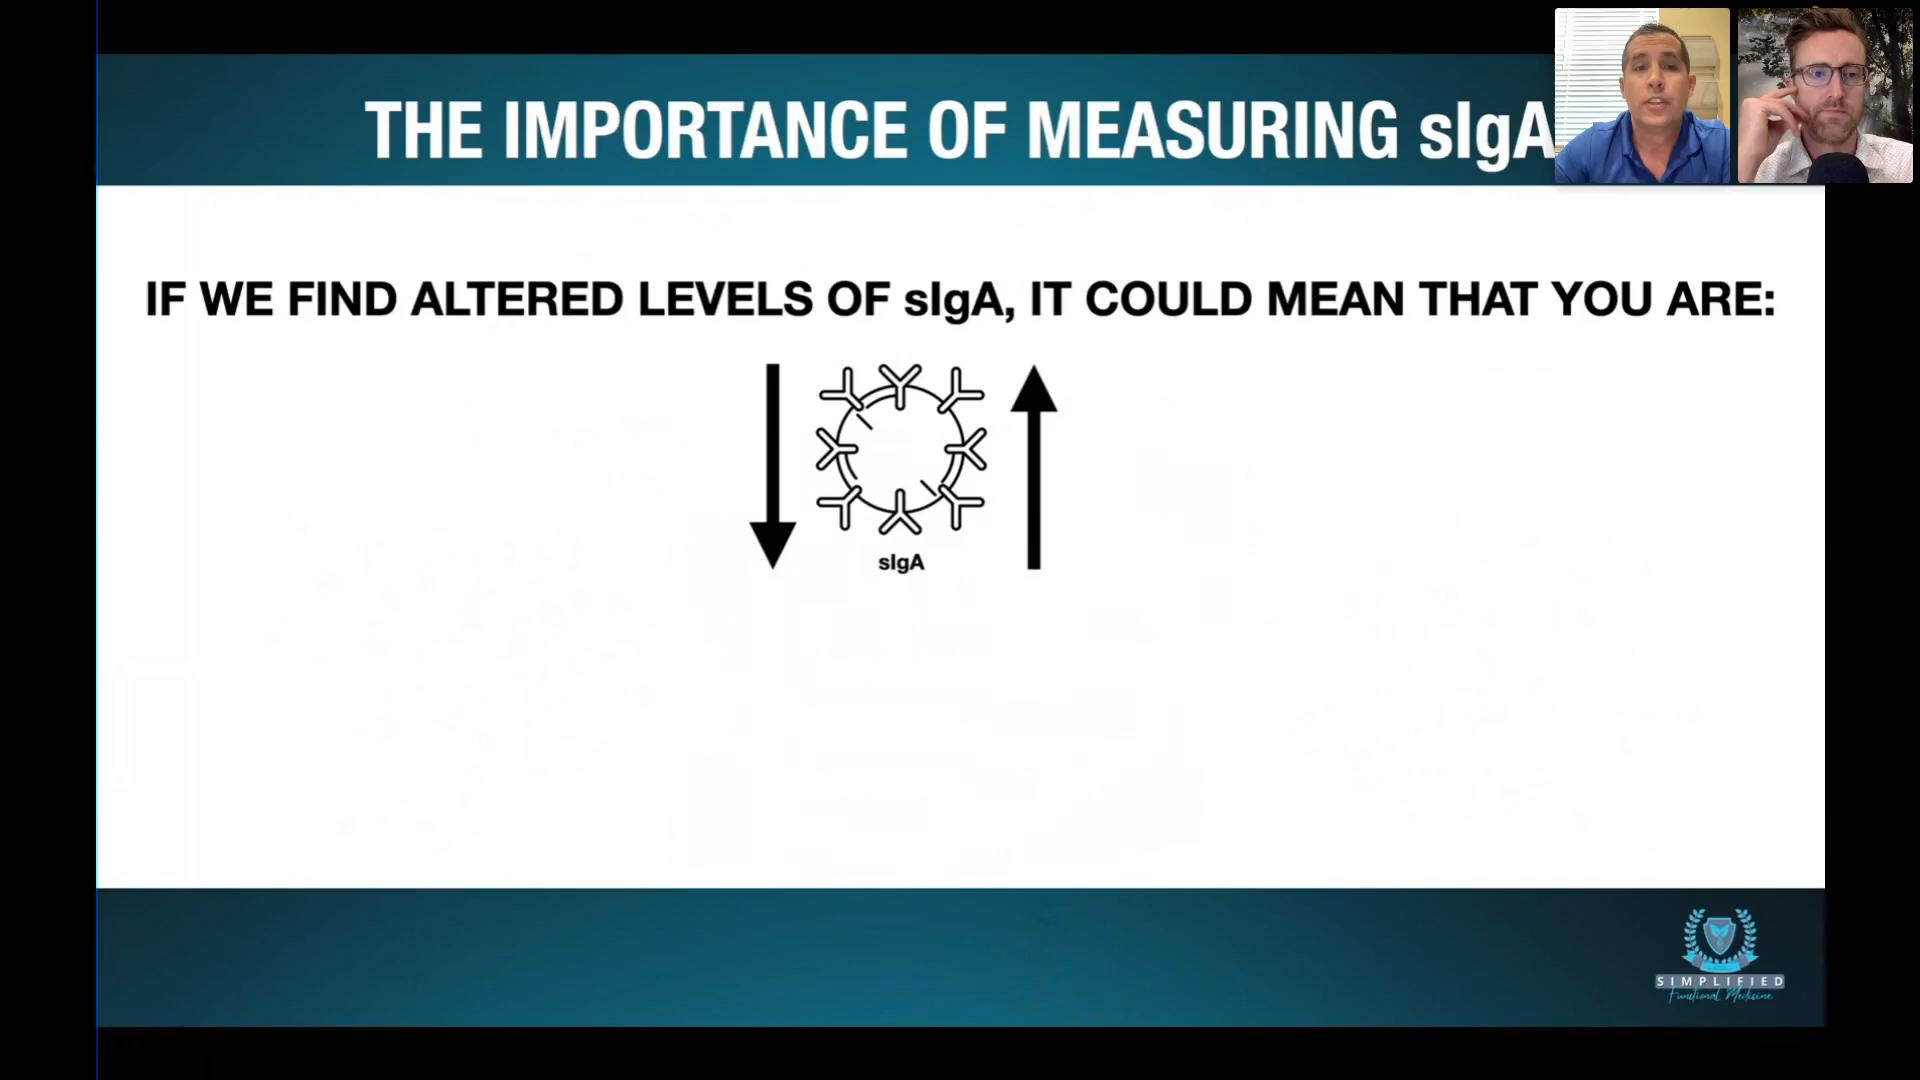 THE IMPORTANCE OF MEASURING sIgA
IF WE FIND ALTERED LEVELS OF sIgA, IT COULD MEAN THAT YOU ARE:
sIgA
SIMPLIFIED
Functional Medicine